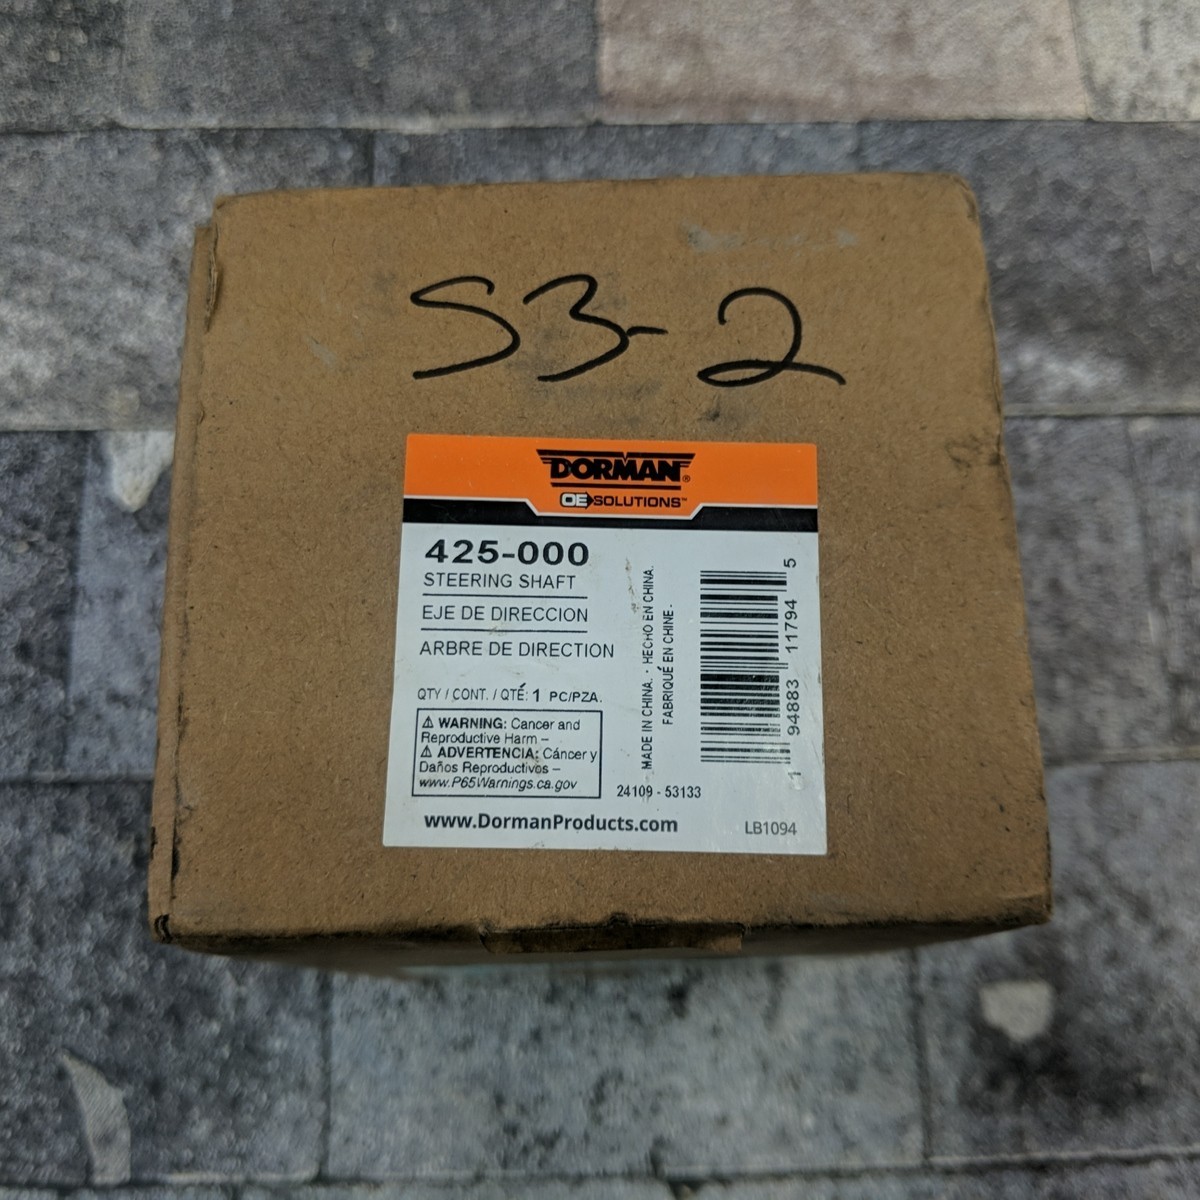 S3-2
DORMAN®
OE SOLUTIONS™
425-000
STEERING SHAFT
EJE DE DIRECCION
ARBRE DE DIRECTION
QTY / CONT. / QTÉ: 1 PC/PZA.
⚠ WARNING: Cancer and
Reproductive Harm –
⚠ ADVERTENCIA: Cáncer y
Daños Reproductivos –
www.P65Warnings.ca.gov
MADE IN CHINA. · HECHO EN CHINA.
FABRIQUÉ EN CHINE.
1 94883 11794 5
24109 - 53133
www.DormanProducts.com
LB1094